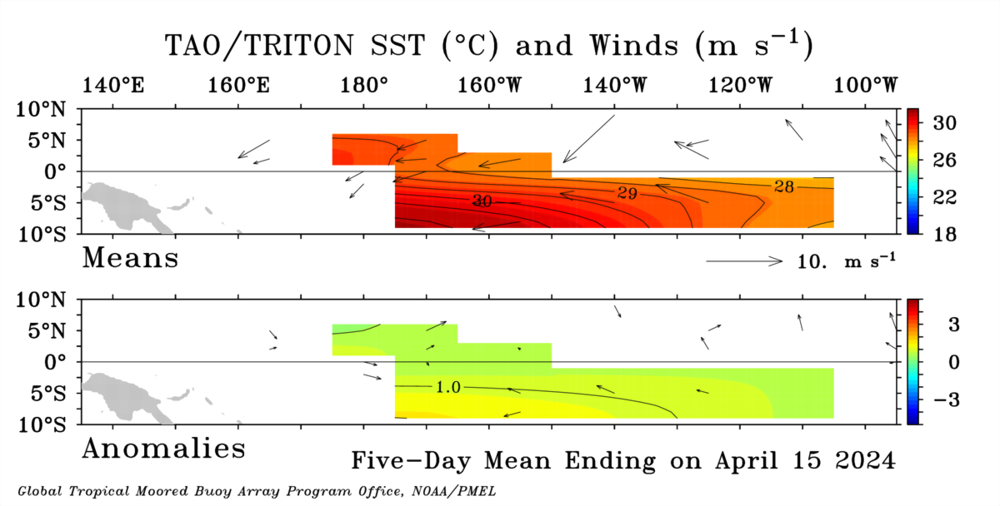 TAO/TRITON SST (°C) and Winds (m s⁻¹)
140°E 160°E 180° 160°W 140°W 120°W 100°W
10°N
5°N
0°
5°S
10°S
30 29 28
30
26
22
18
Means
10. m s⁻¹
10°N
5°N
0°
5°S
10°S
1.0
3
0
−3
Anomalies
Five−Day Mean Ending on April 15 2024
Global Tropical Moored Buoy Array Program Office, NOAA/PMEL